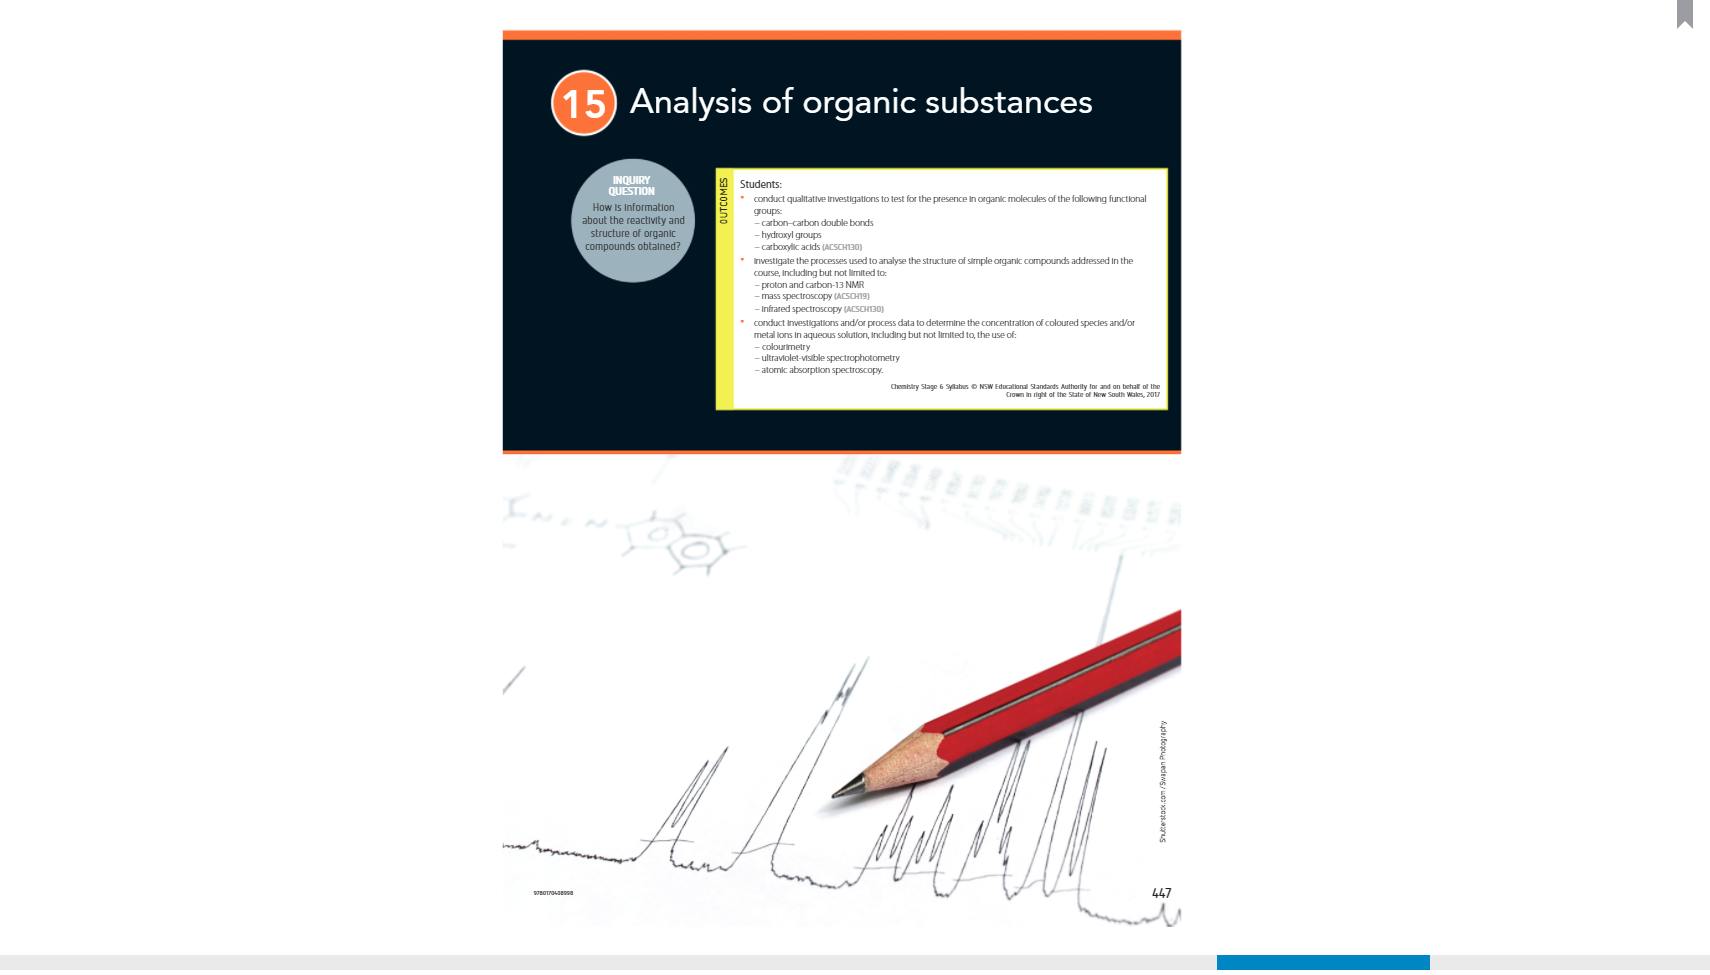 15 Analysis of organic substances
INQUIRY
QUESTION
How is information
about the reactivity and
structure of organic
compounds obtained?
OUTCOMES
Students:
• conduct qualitative investigations to test for the presence in organic molecules of the following functional
groups:
– carbon–carbon double bonds
– hydroxyl groups
– carboxylic acids (ACSCH130)
• investigate the processes used to analyse the structure of simple organic compounds addressed in the
course, including but not limited to:
– proton and carbon-13 NMR
– mass spectroscopy (ACSCH19)
– infrared spectroscopy (ACSCH130)
• conduct investigations and/or process data to determine the concentration of coloured species and/or
metal ions in aqueous solution, including but not limited to, the use of:
– colourimetry
– ultraviolet-visible spectrophotometry
– atomic absorption spectroscopy.
Chemistry Stage 6 Syllabus © NSW Educational Standards Authority for and on behalf of the
Crown in right of the State of New South Wales, 2017
Shutterstock.com/Swapan Photography
9780170408998
447